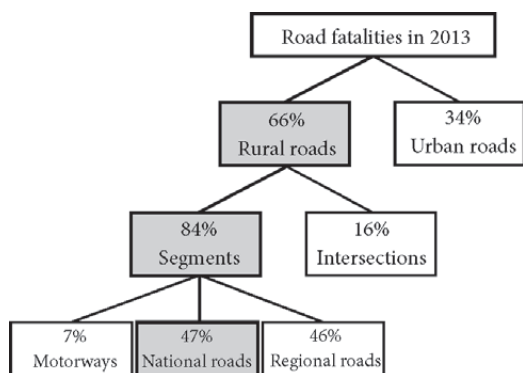 Road fatalities in 2013
66%
Rural roads
34%
Urban roads
84%
Segments
16%
Intersections
7%
Motorways
47%
National roads
46%
Regional roads